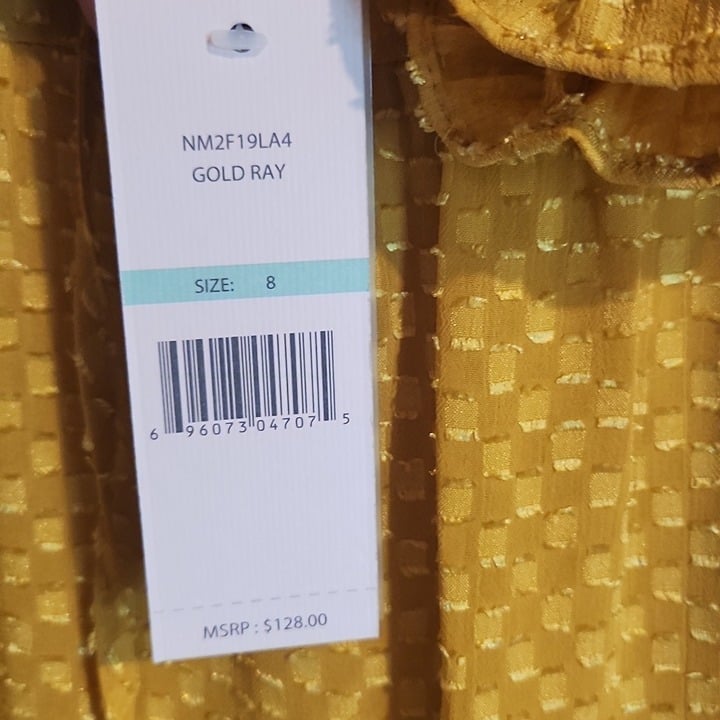 NM2F19LA4
GOLD RAY
SIZE: 8
6 96073 04707 5
MSRP : $128.00